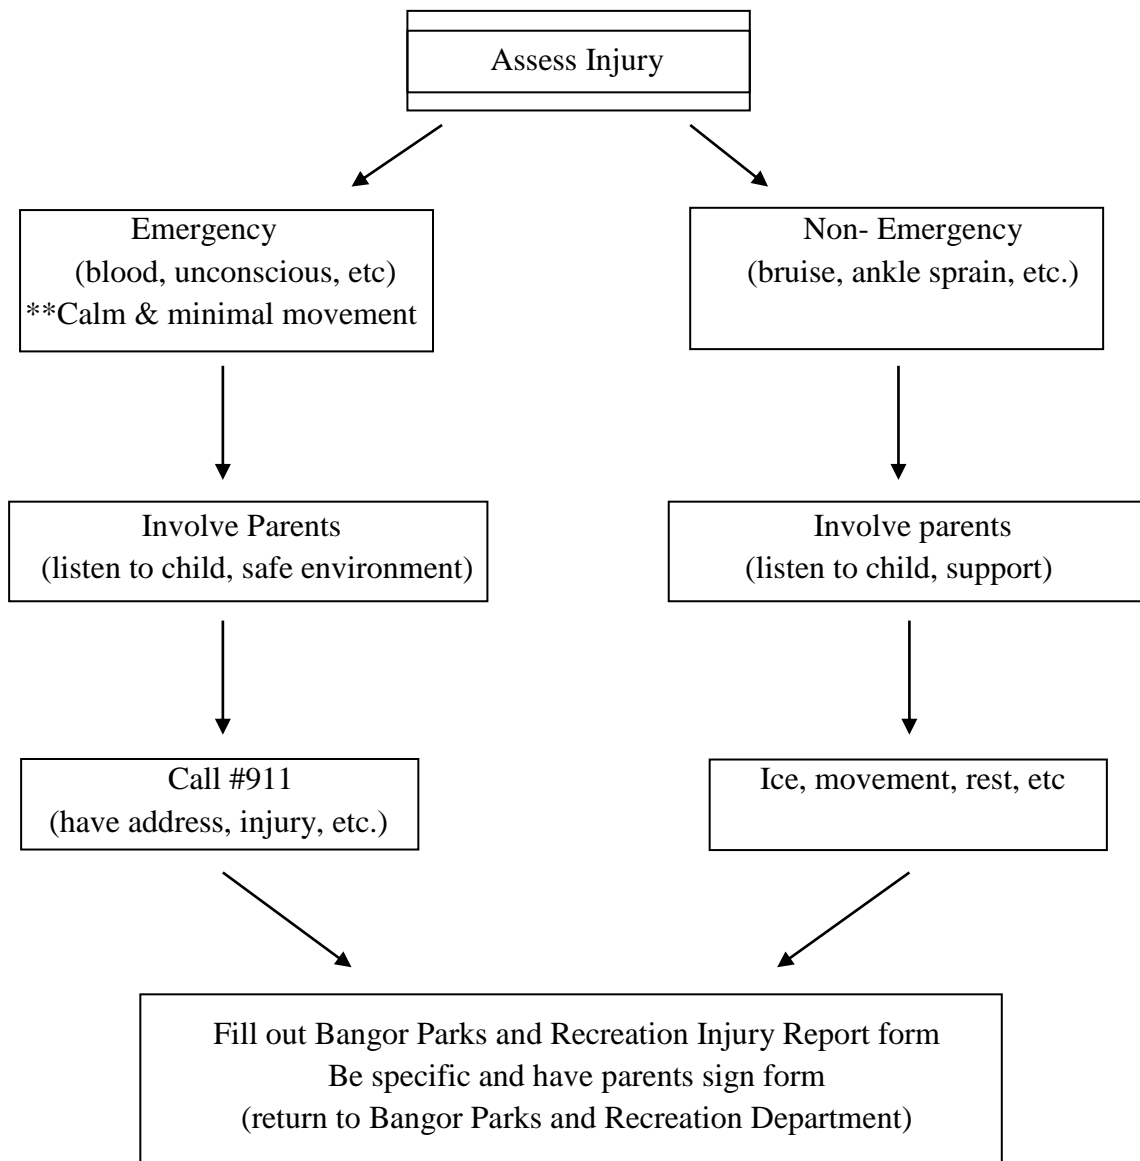 Assess Injury
Emergency
(blood, unconscious, etc)
**Calm & minimal movement
Non- Emergency
(bruise, ankle sprain, etc.)
Involve Parents
(listen to child, safe environment)
Involve parents
(listen to child, support)
Call #911
(have address, injury, etc.)
Ice, movement, rest, etc
Fill out Bangor Parks and Recreation Injury Report form
Be specific and have parents sign form
(return to Bangor Parks and Recreation Department)